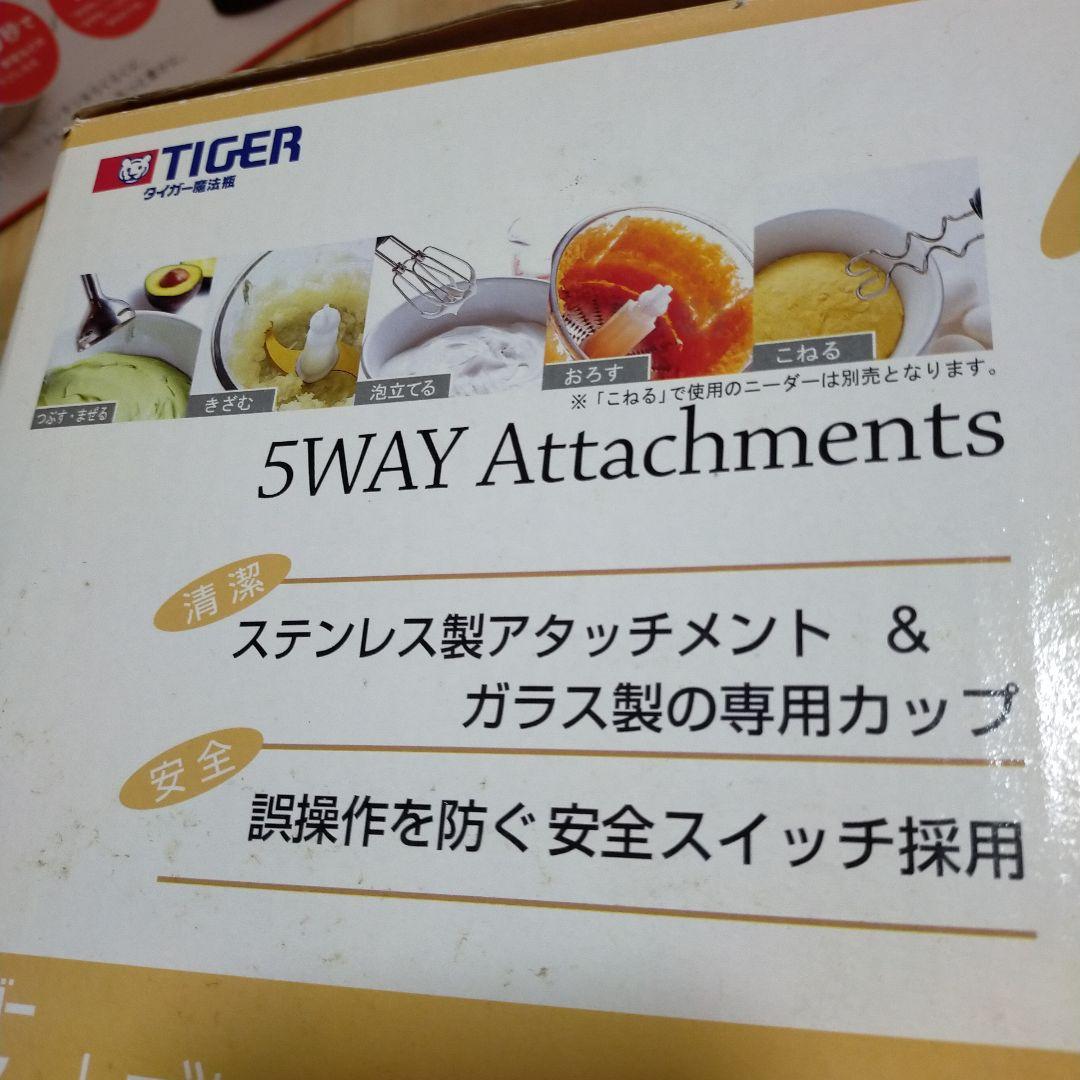 TIGER
タイガー魔法瓶
つぶす・まぜる
きざむ
泡立てる
おろす
こねる
※「こねる」で使用のニーダーは別売となります。
5WAY Attachments
清潔
ステンレス製アタッチメント &
ガラス製の専用カップ
安全
誤操作を防ぐ安全スイッチ採用